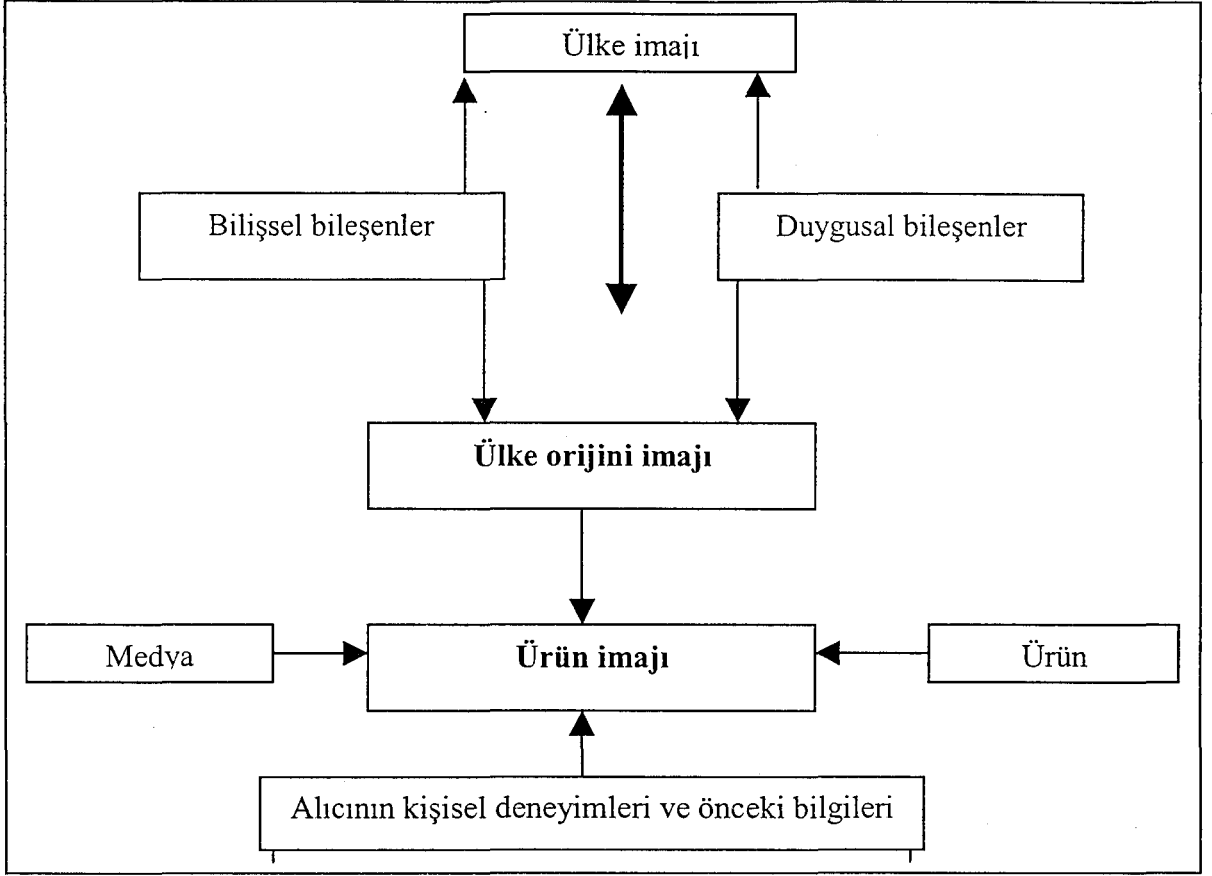 Ülke imajı
Bilişsel bileşenler
Duygusal bileşenler
Ülke orijini imajı
Medya
Ürün imajı
Ürün
Alıcının kişisel deneyimleri ve önceki bilgileri